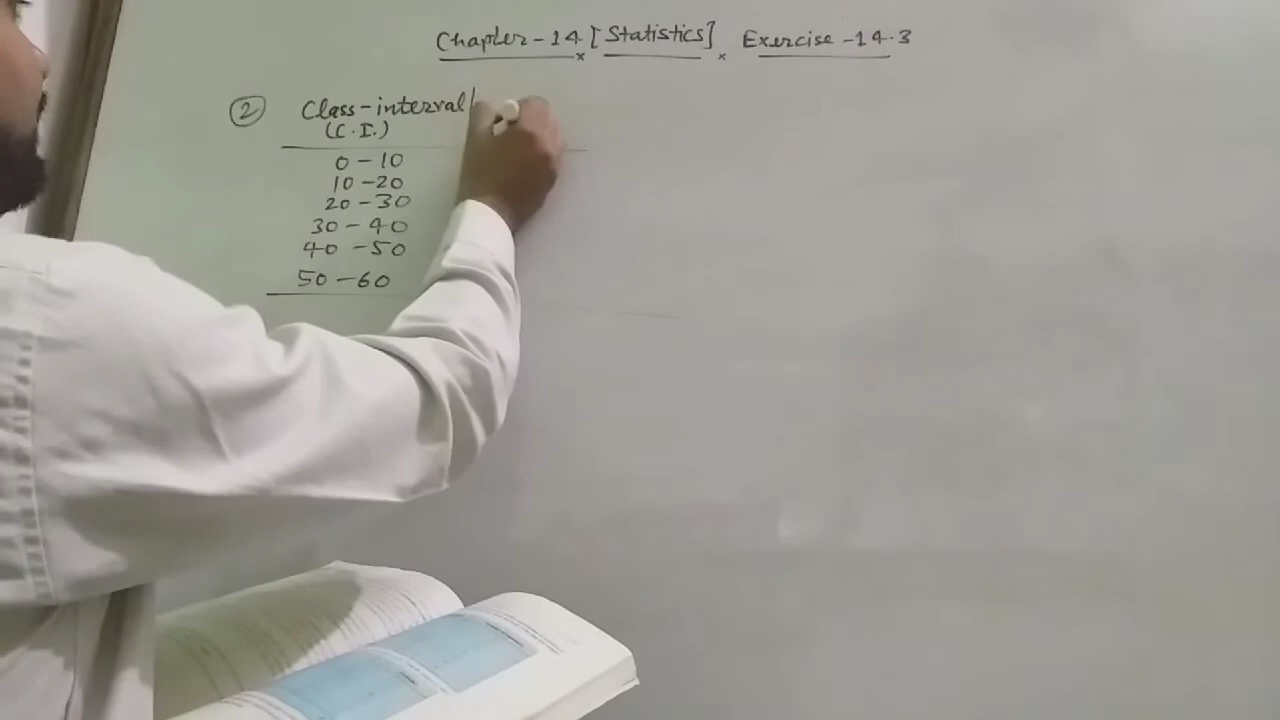 Chapter-14 [Statistics] Exercise-14.3
② Class-interval
(C.I.)
0-10
10-20
20-30
30-40
40-50
50-60